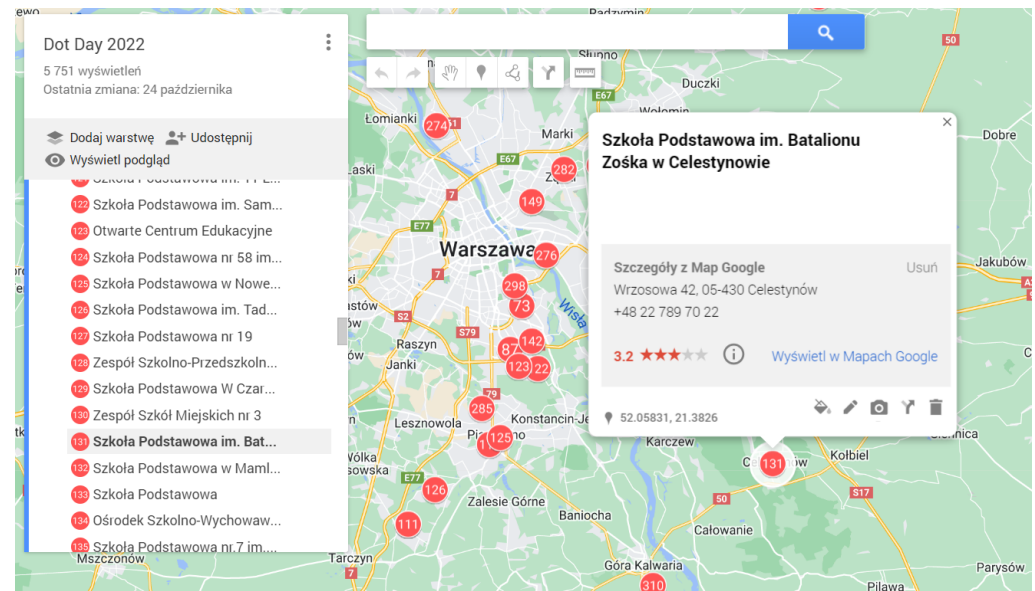 Dot Day 2022
5 751 wyświetleń
Ostatnia zmiana: 24 października
Dodaj warstwę
Udostępnij
Wyświetl podgląd
122 Szkoła Podstawowa im. Sam...
123 Otwarte Centrum Edukacyjne
124 Szkoła Podstawowa nr 58 im...
125 Szkoła Podstawowa w Nowe...
126 Szkoła Podstawowa im. Tad...
127 Szkoła Podstawowa nr 19
128 Zespół Szkolno-Przedszkoln...
129 Szkoła Podstawowa W Czar...
130 Zespół Szkół Miejskich nr 3
131 Szkoła Podstawowa im. Bat...
132 Szkoła Podstawowa w Maml...
133 Szkoła Podstawowa
134 Ośrodek Szkolno-Wychowaw...
135 Szkoła Podstawowa nr.7 im....
Szkoła Podstawowa im. Batalionu
Zośka w Celestynowie
Szczegóły z Map Google
Usuń
Wrzosowa 42, 05-430 Celestynów
+48 22 789 70 22
3.2
Wyświetl w Mapach Google
52.05831, 21.3826
Radzymin
50
Słupno
E67
Duczki
Wołomin
Łomianki
274
Marki
Dobre
E67
282
7
149
E77
Warszawa
276
Jakubów
7
298
73
Wisła
S2
S79
Raszyn
142
87
Janki
123
22
79
285
Lesznowola
125
Konstancin-Je
Karczew
Kołbiel
131
E77
126
50
S17
Zalesie Górne
111
Baniocha
Całowanie
Mszczonów
Tarczyn
7
Góra Kalwaria
310
Parysów
Pilawa